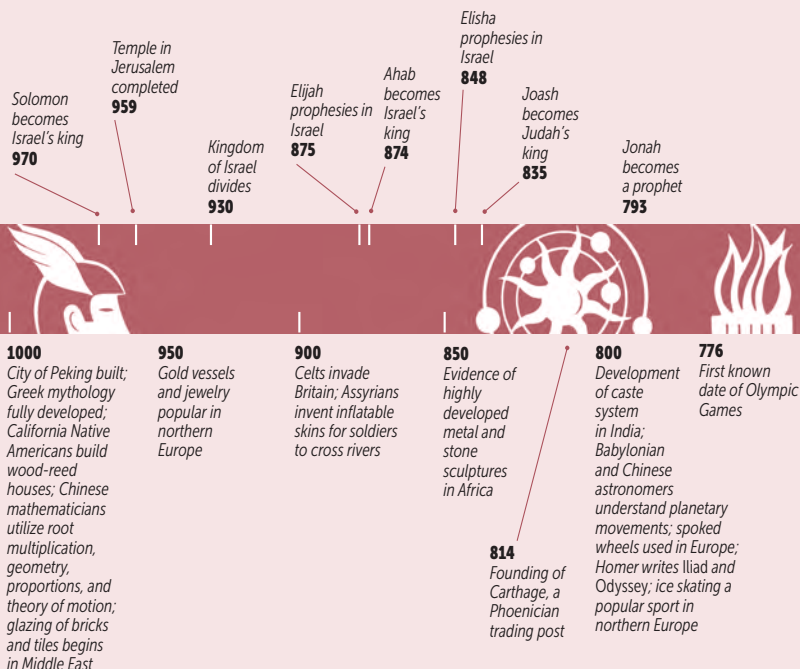 Solomon
becomes
Israel's king
970
Temple in
Jerusalem
completed
959
Kingdom
of Israel
divides
930
Elijah
prophesies in
Israel
875
Ahab
becomes
Israel's
king
874
Elisha
prophesies in
Israel
848
Joash
becomes
Judah's
king
835
Jonah
becomes
a prophet
793
1000
City of Peking built;
Greek mythology
fully developed;
California Native
Americans build
wood-reed
houses; Chinese
mathematicians
utilize root
multiplication,
geometry,
proportions, and
theory of motion;
glazing of bricks
and tiles begins
in Middle East
950
Gold vessels
and jewelry
popular in
northern
Europe
900
Celts invade
Britain; Assyrians
invent inflatable
skins for soldiers
to cross rivers
850
Evidence of
highly
developed
metal and
stone
sculptures
in Africa
814
Founding of
Carthage, a
Phoenician
trading post
800
Development
of caste
system
in India;
Babylonian
and Chinese
astronomers
understand planetary
movements; spoked
wheels used in Europe;
Homer writes Iliad and
Odyssey; ice skating a
popular sport in
northern Europe
776
First known
date of Olympic
Games